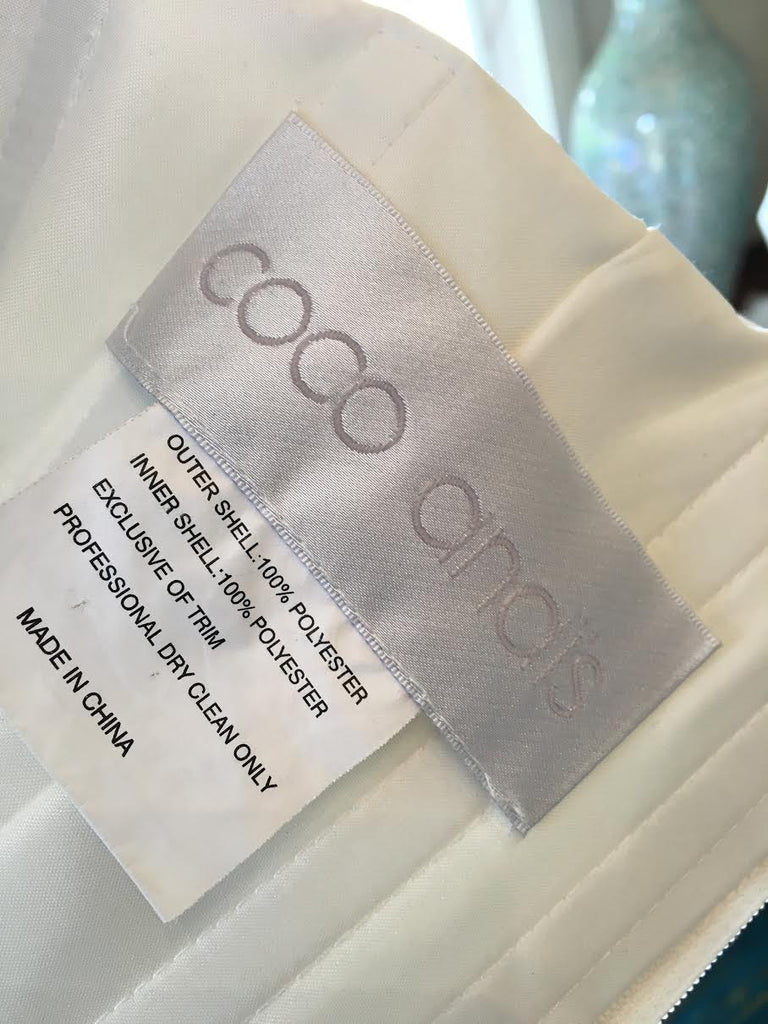 coco anaïs
OUTER SHELL:100% POLYESTER
INNER SHELL:100% POLYESTER
EXCLUSIVE OF TRIM
PROFESSIONAL DRY CLEAN ONLY
MADE IN CHINA